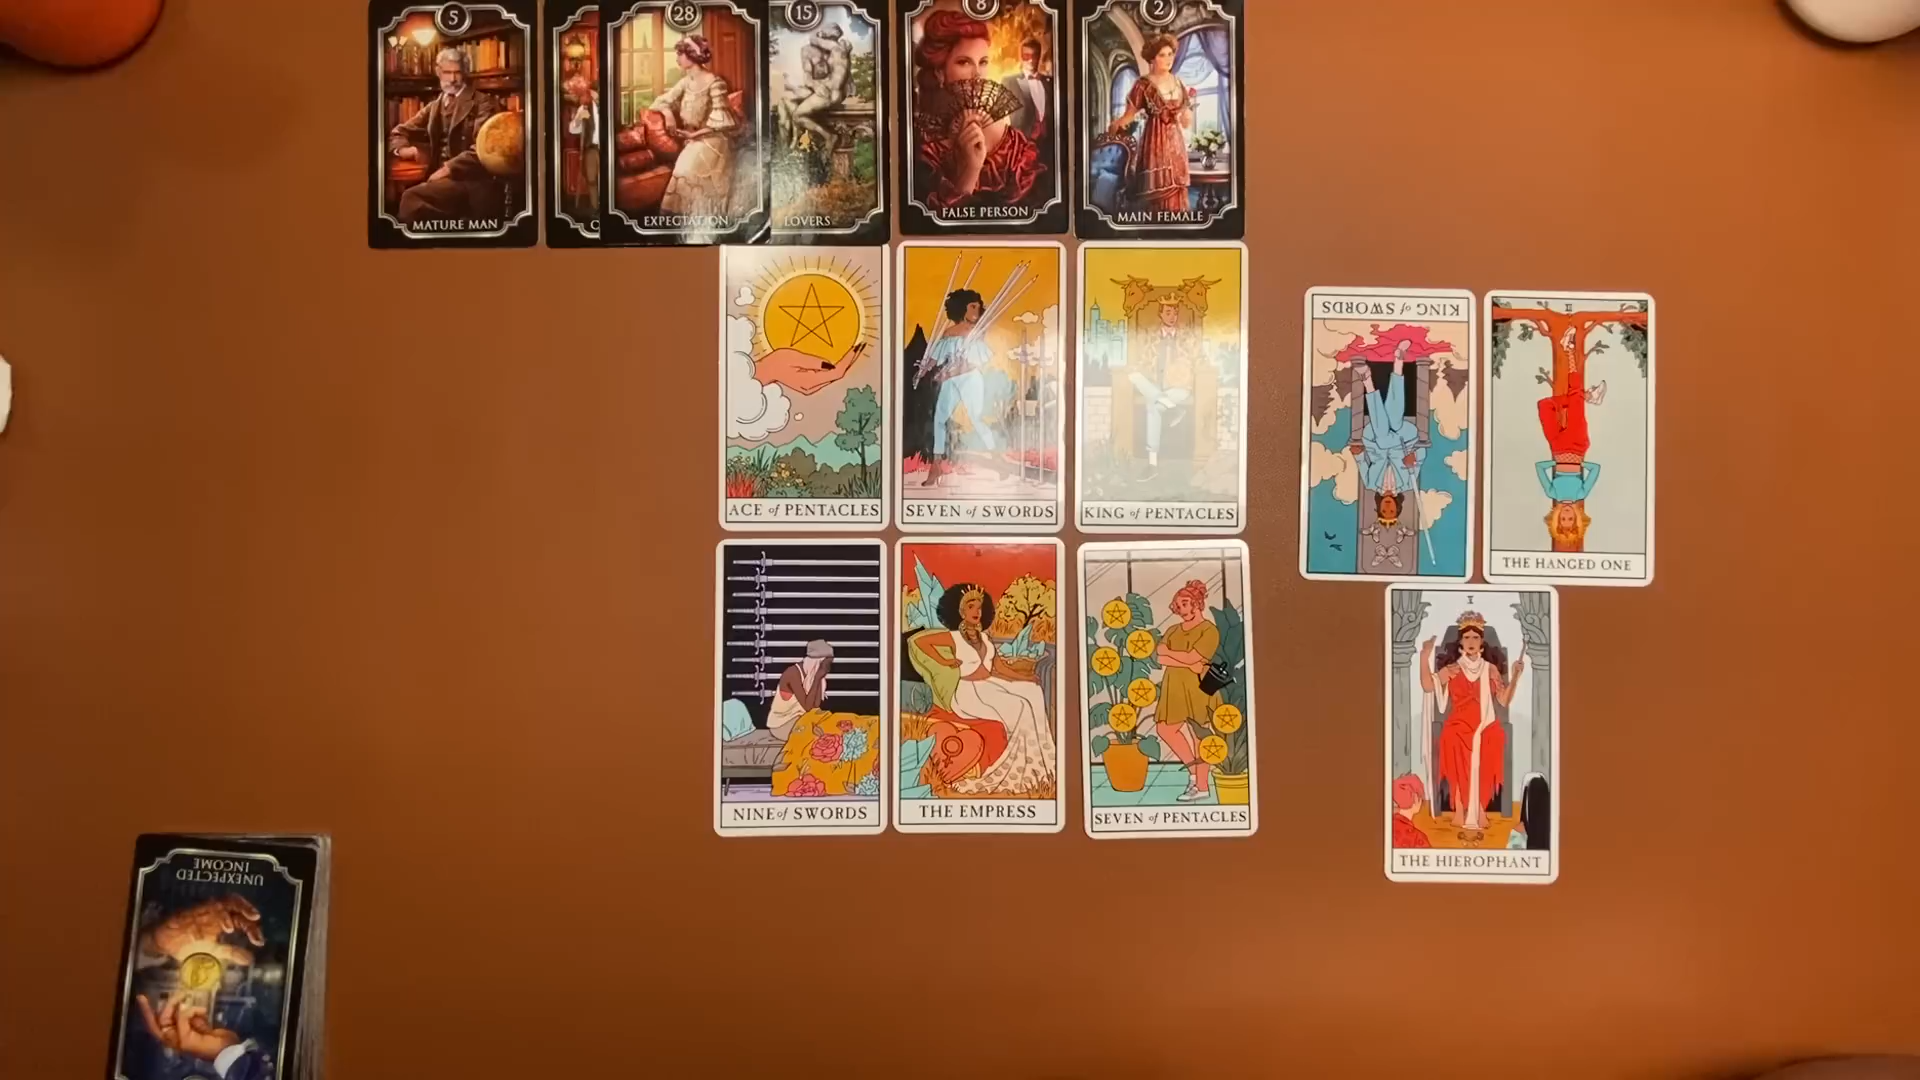 5
MATURE MAN
C
28
EXPECTATION
15
LOVERS
8
FALSE PERSON
2
MAIN FEMALE
ACE of PENTACLES
SEVEN of SWORDS
KING of PENTACLES
KING of SWORDS
THE HANGED ONE
NINE of SWORDS
THE EMPRESS
SEVEN of PENTACLES
THE HIEROPHANT
UNEXPECTED
INCOME